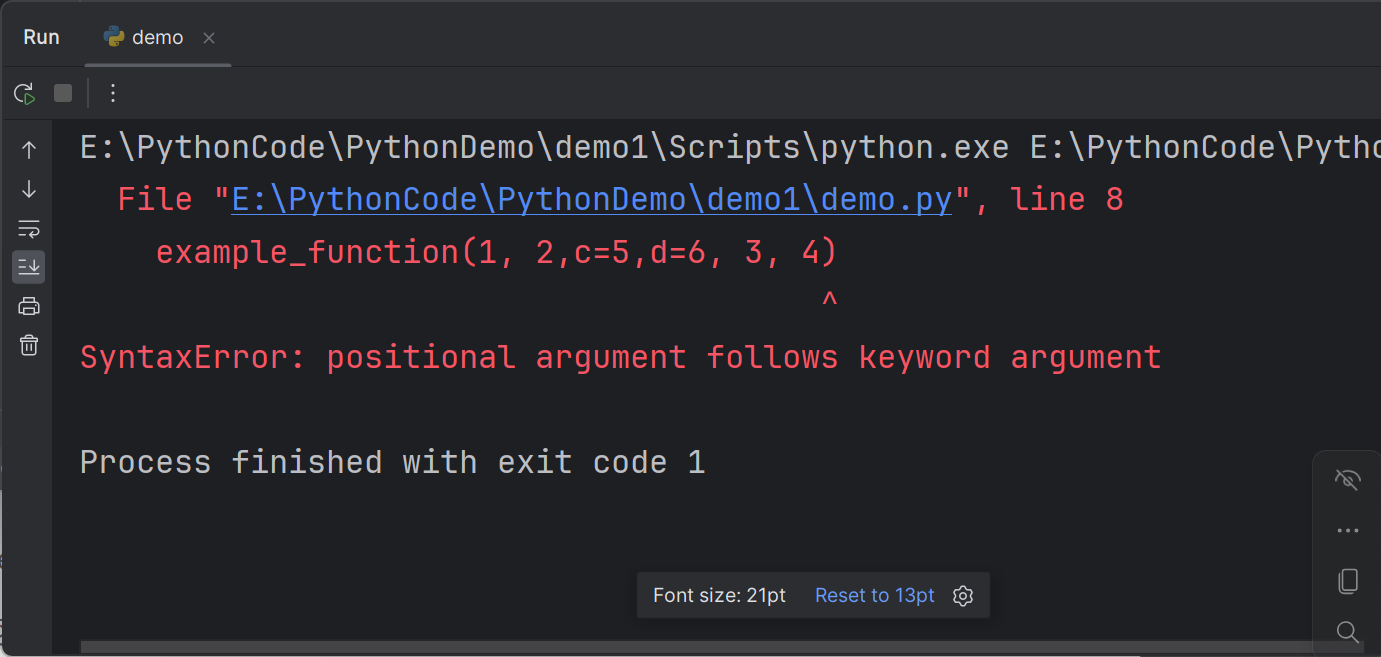 Run demo
E:\PythonCode\PythonDemo\demo1\Scripts\python.exe E:\PythonCode\Pytho
File "E:\PythonCode\PythonDemo\demo1\demo.py", line 8
example_function(1, 2,c=5,d=6, 3, 4)
^
SyntaxError: positional argument follows keyword argument
Process finished with exit code 1
Font size: 21pt Reset to 13pt